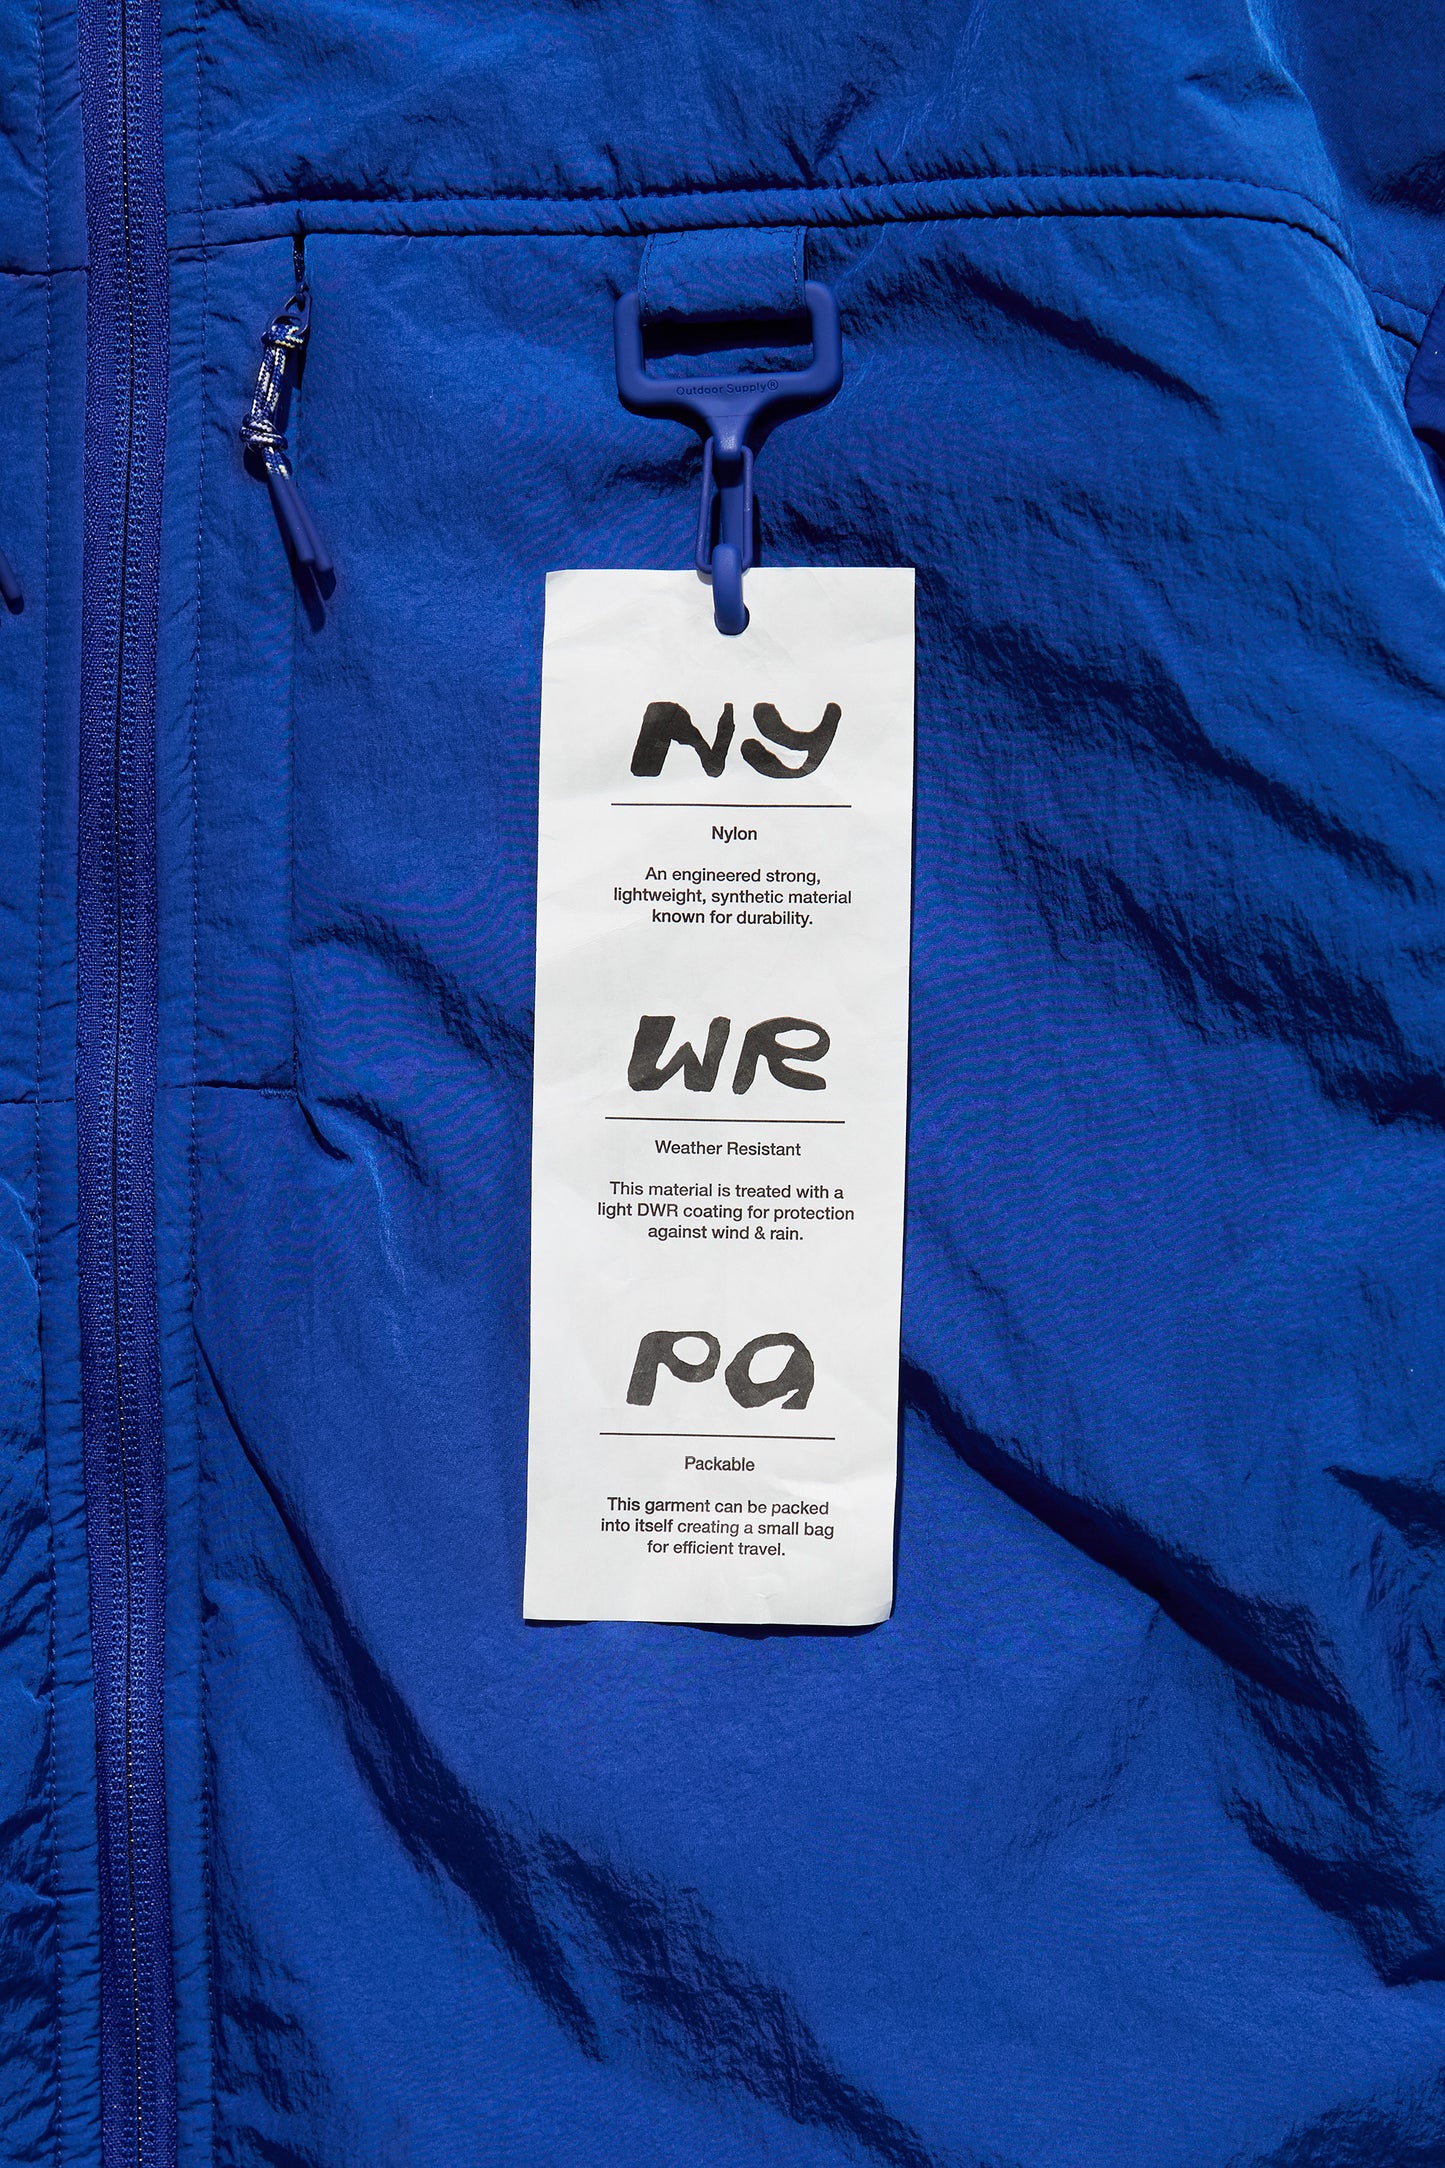 Outdoor Supply®
NY
Nylon
An engineered strong,
lightweight, synthetic material
known for durability.
WR
Weather Resistant
This material is treated with a
light DWR coating for protection
against wind & rain.
Pa
Packable
This garment can be packed
into itself creating a small bag
for efficient travel.